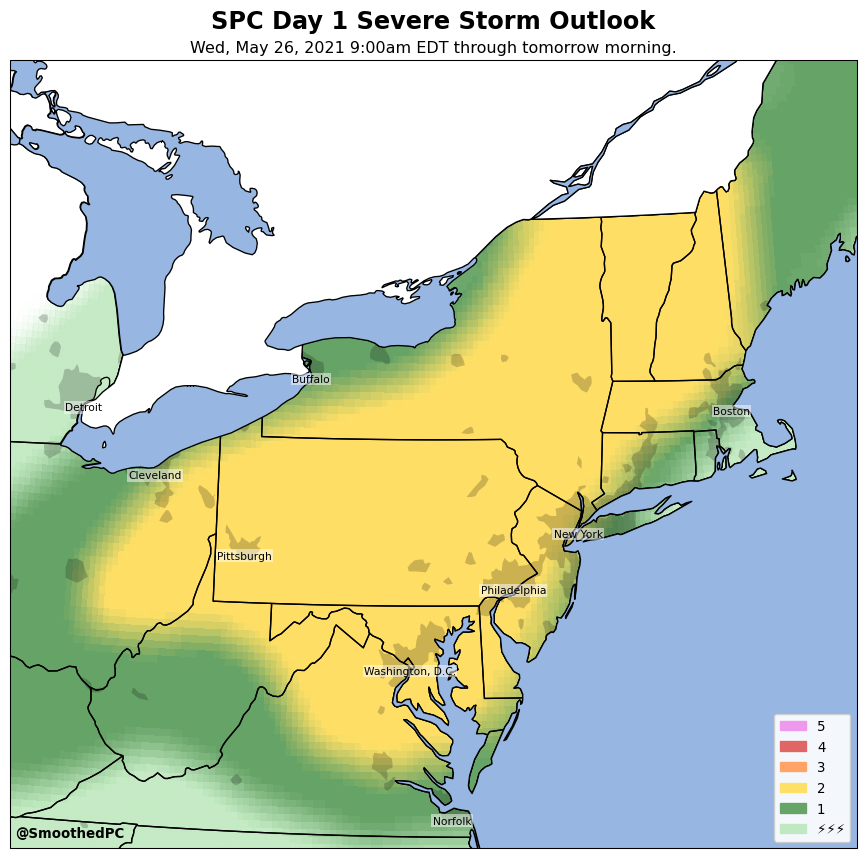 SPC Day 1 Severe Storm Outlook
Wed, May 26, 2021 9:00am EDT through tomorrow morning.
Buffalo
Detroit
Boston
Cleveland
New York
Pittsburgh
Philadelphia
Washington, D.C.
Norfolk
5
4
3
2
1
⚡⚡⚡
@SmoothedPC